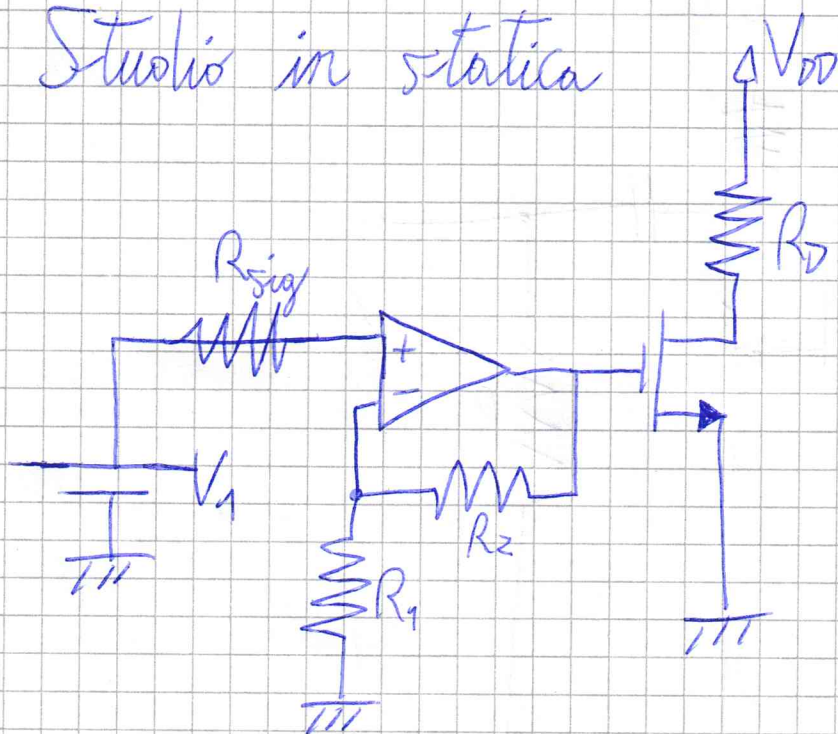 Studio in statica
VDD
RD
Rsig
+
-
V1
R2
R1